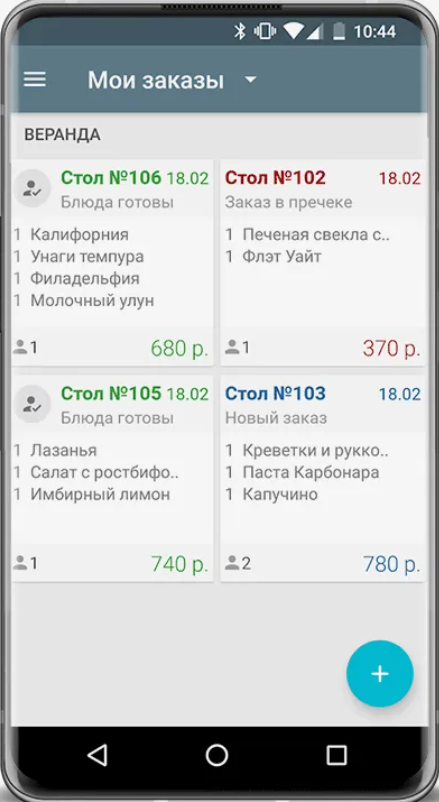 10:44
Мои заказы
ВЕРАНДА
Стол №106 18.02
Блюда готовы
1 Калифорния
1 Унаги темпура
1 Филадельфия
1 Молочный улун
1 680 р.
Стол №102 18.02
Заказ в пречеке
1 Печеная свекла с..
1 Флэт Уайт
1 370 р.
Стол №105 18.02
Блюда готовы
1 Лазанья
1 Салат с ростбифо..
1 Имбирный лимон
1 740 р.
Стол №103 18.02
Новый заказ
1 Креветки и рукко..
1 Паста Карбонара
1 Капучино
2 780 р.
+